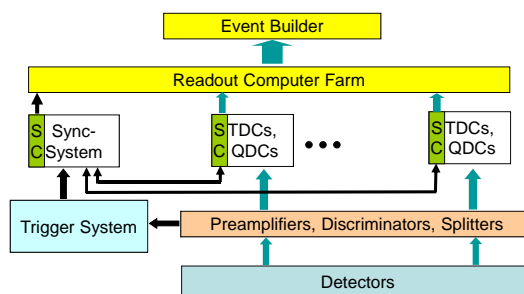 Event Builder
Readout Computer Farm
S
C
Sync-
System
S
C
TDCs,
QDCs
S
C
TDCs,
QDCs
Trigger System
Preamplifiers, Discriminators, Splitters
Detectors